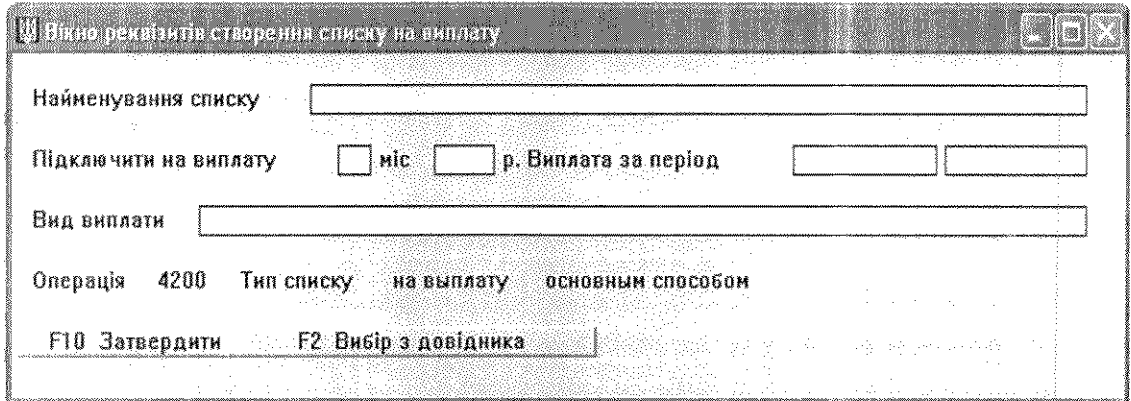 Вікно реквізитів створення списку на виплату
Найменування списку
Підключити на виплату міс р. Виплата за період
Вид виплати
Операція 4200 Тип списку на выплату основным способом
F10 Затвердити F2 Вибір з довідника